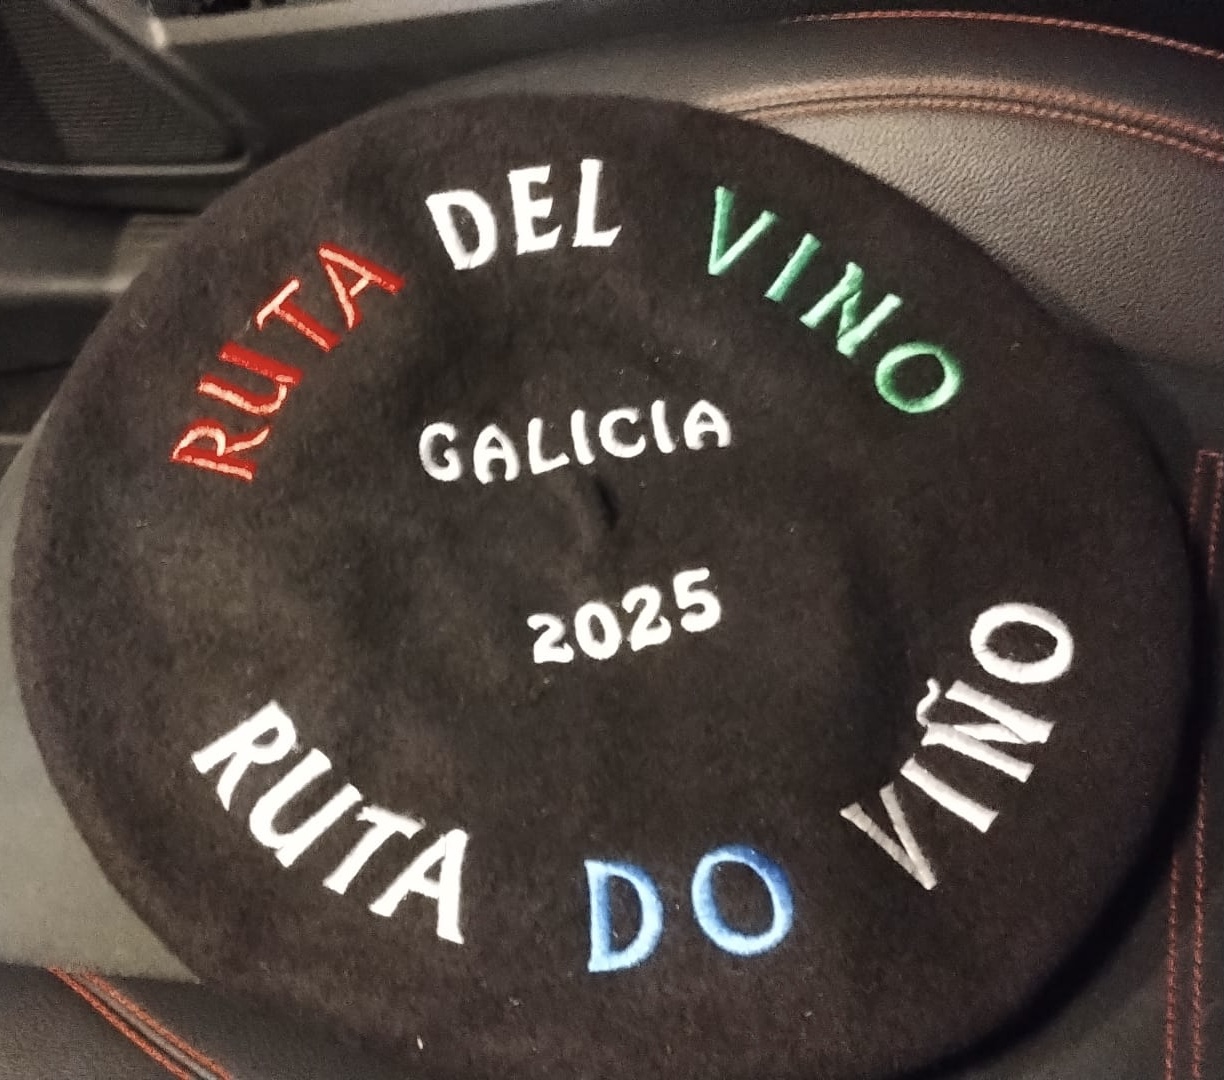 RUTA DEL VINO
GALICIA
2025
RUTA DO VIÑO